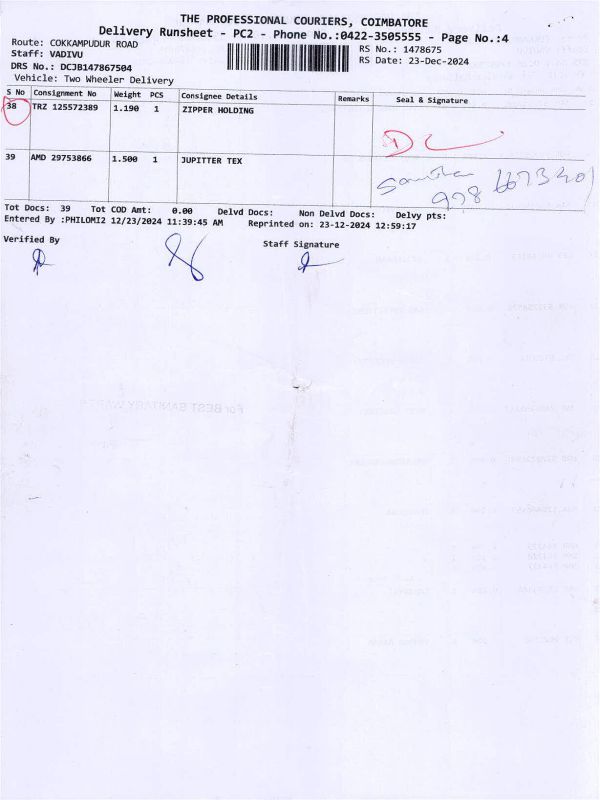 THE PROFESSIONAL COURIERS, COIMBATORE
Delivery Runsheet - PC2 - Phone No.:0422-3505555 - Page No.:4
Route: COKKAMPUDUR ROAD
RS No.: 1478675
Staff: VADIVU
RS Date: 23-Dec-2024
DRS No.: DCJB147867504
Vehicle: Two Wheeler Delivery
S No Consignment No Weight PCS Consignee Details Remarks Seal & Signature
38 TRZ 125572389 1.190 1 ZIPPER HOLDING
39 AMD 29753866 1.500 1 JUPITTER TEX
978
Tot Docs: 39 Tot COD Amt: 0.00 Delvd Docs: Non Delvd Docs: Delvy pts:
Entered By :PHILOMI2 12/23/2024 11:39:45 AM Reprinted on: 23-12-2024 12:59:17
Verified By
Staff Signature
For BEST SANITARY WARES